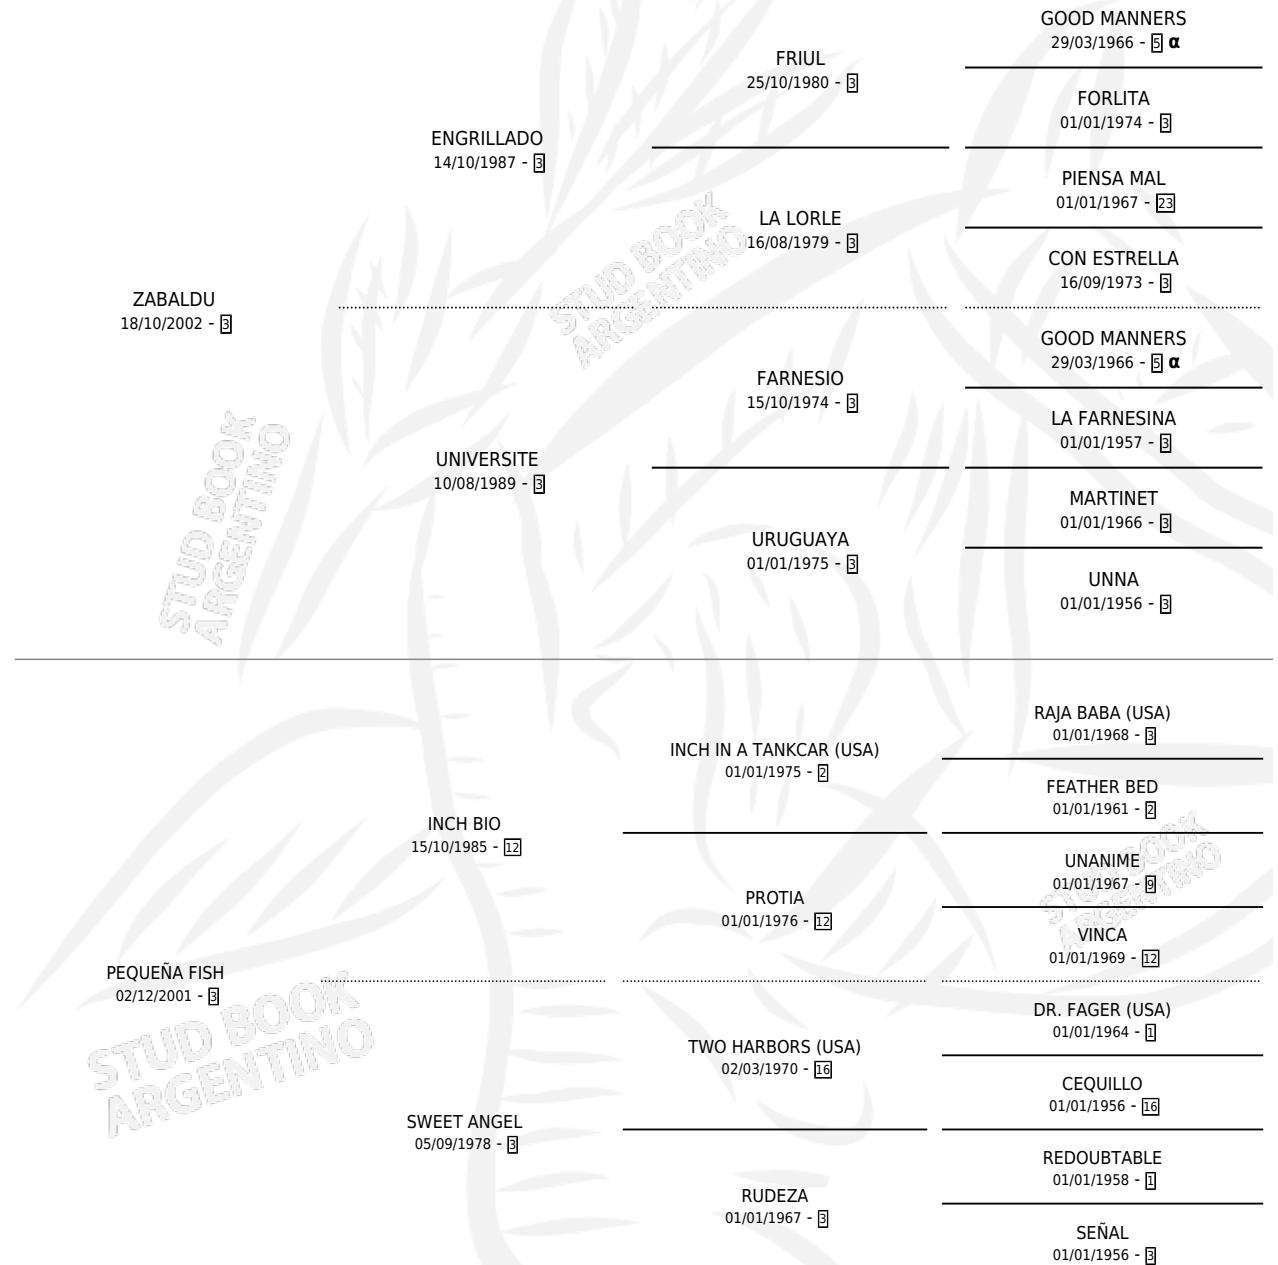 GOOD MANNERS
29/03/1966 - 5 α
FRIUL
25/10/1980 - 3
FORLITA
01/01/1974 - 3
ENGRILLADO
14/10/1987 - 3
PIENSA MAL
01/01/1967 - 23
LA LORLE
16/08/1979 - 3
CON ESTRELLA
16/09/1973 - 3
STUD BOOK
ARGENTINO
ZABALDU
18/10/2002 - 3
GOOD MANNERS
29/03/1966 - 5 α
FARNESIO
15/10/1974 - 3
LA FARNESINA
01/01/1957 - 3
UNIVERSITE
10/08/1989 - 3
MARTINET
01/01/1966 - 3
URUGUAYA
01/01/1975 - 3
UNNA
01/01/1956 - 3
STUD BOOK
ARGENTINO
RAJA BABA (USA)
01/01/1968 - 3
INCH IN A TANKCAR (USA)
01/01/1975 - 2
FEATHER BED
01/01/1961 - 2
INCH BIO
15/10/1985 - 12
UNANIME
01/01/1967 - 9
PROTIA
01/01/1976 - 12
VINCA
01/01/1969 - 12
STUD BOOK
ARGENTINO
PEQUEÑA FISH
02/12/2001 - 3
DR. FAGER (USA)
01/01/1964 - 1
TWO HARBORS (USA)
02/03/1970 - 16
CEQUILLO
01/01/1956 - 16
SWEET ANGEL
05/09/1978 - 3
REDOUBTABLE
01/01/1958 - 1
RUDEZA
01/01/1967 - 3
SEÑAL
01/01/1956 - 3
STUD BOOK
ARGENTINO